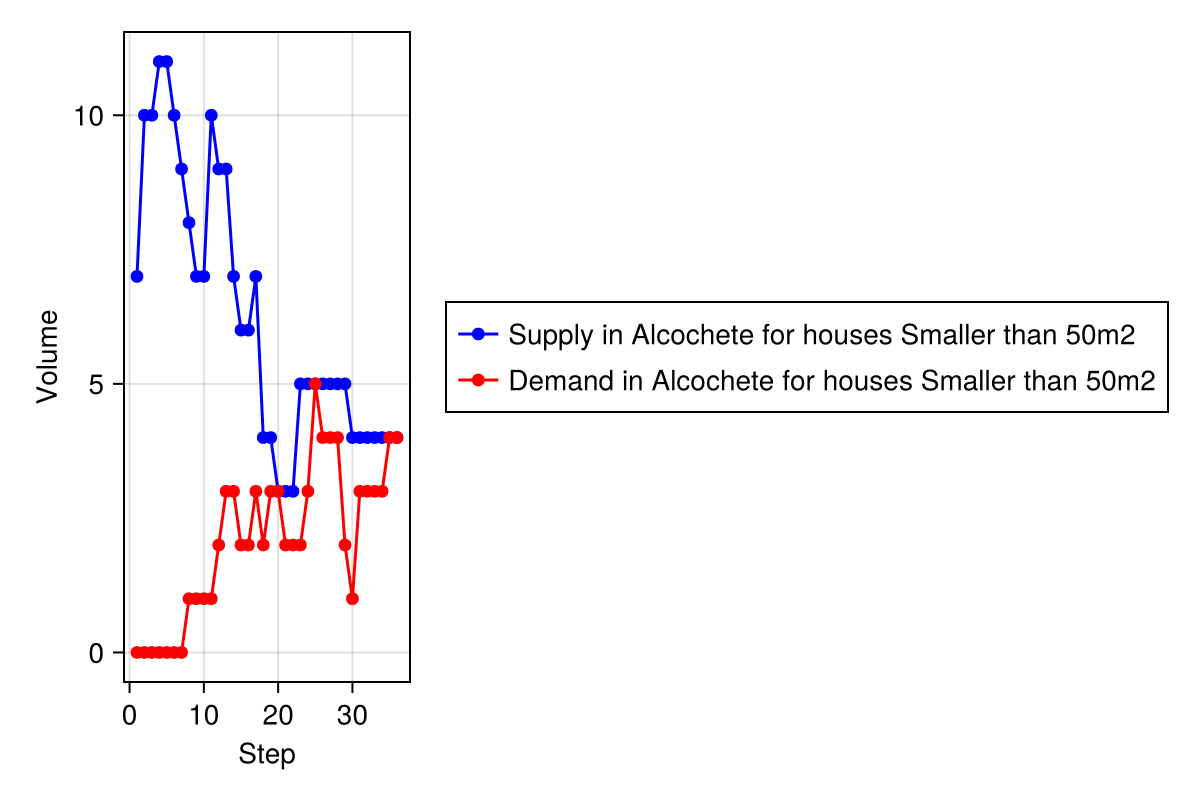 10
5
0
Volume
0 10 20 30
Step
Supply in Alcochete for houses Smaller than 50m2
Demand in Alcochete for houses Smaller than 50m2